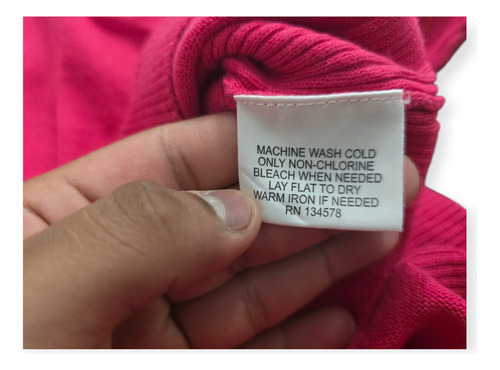 MACHINE WASH COLD
ONLY NON-CHLORINE
BLEACH WHEN NEEDED
LAY FLAT TO DRY
WARM IRON IF NEEDED
RN 134578